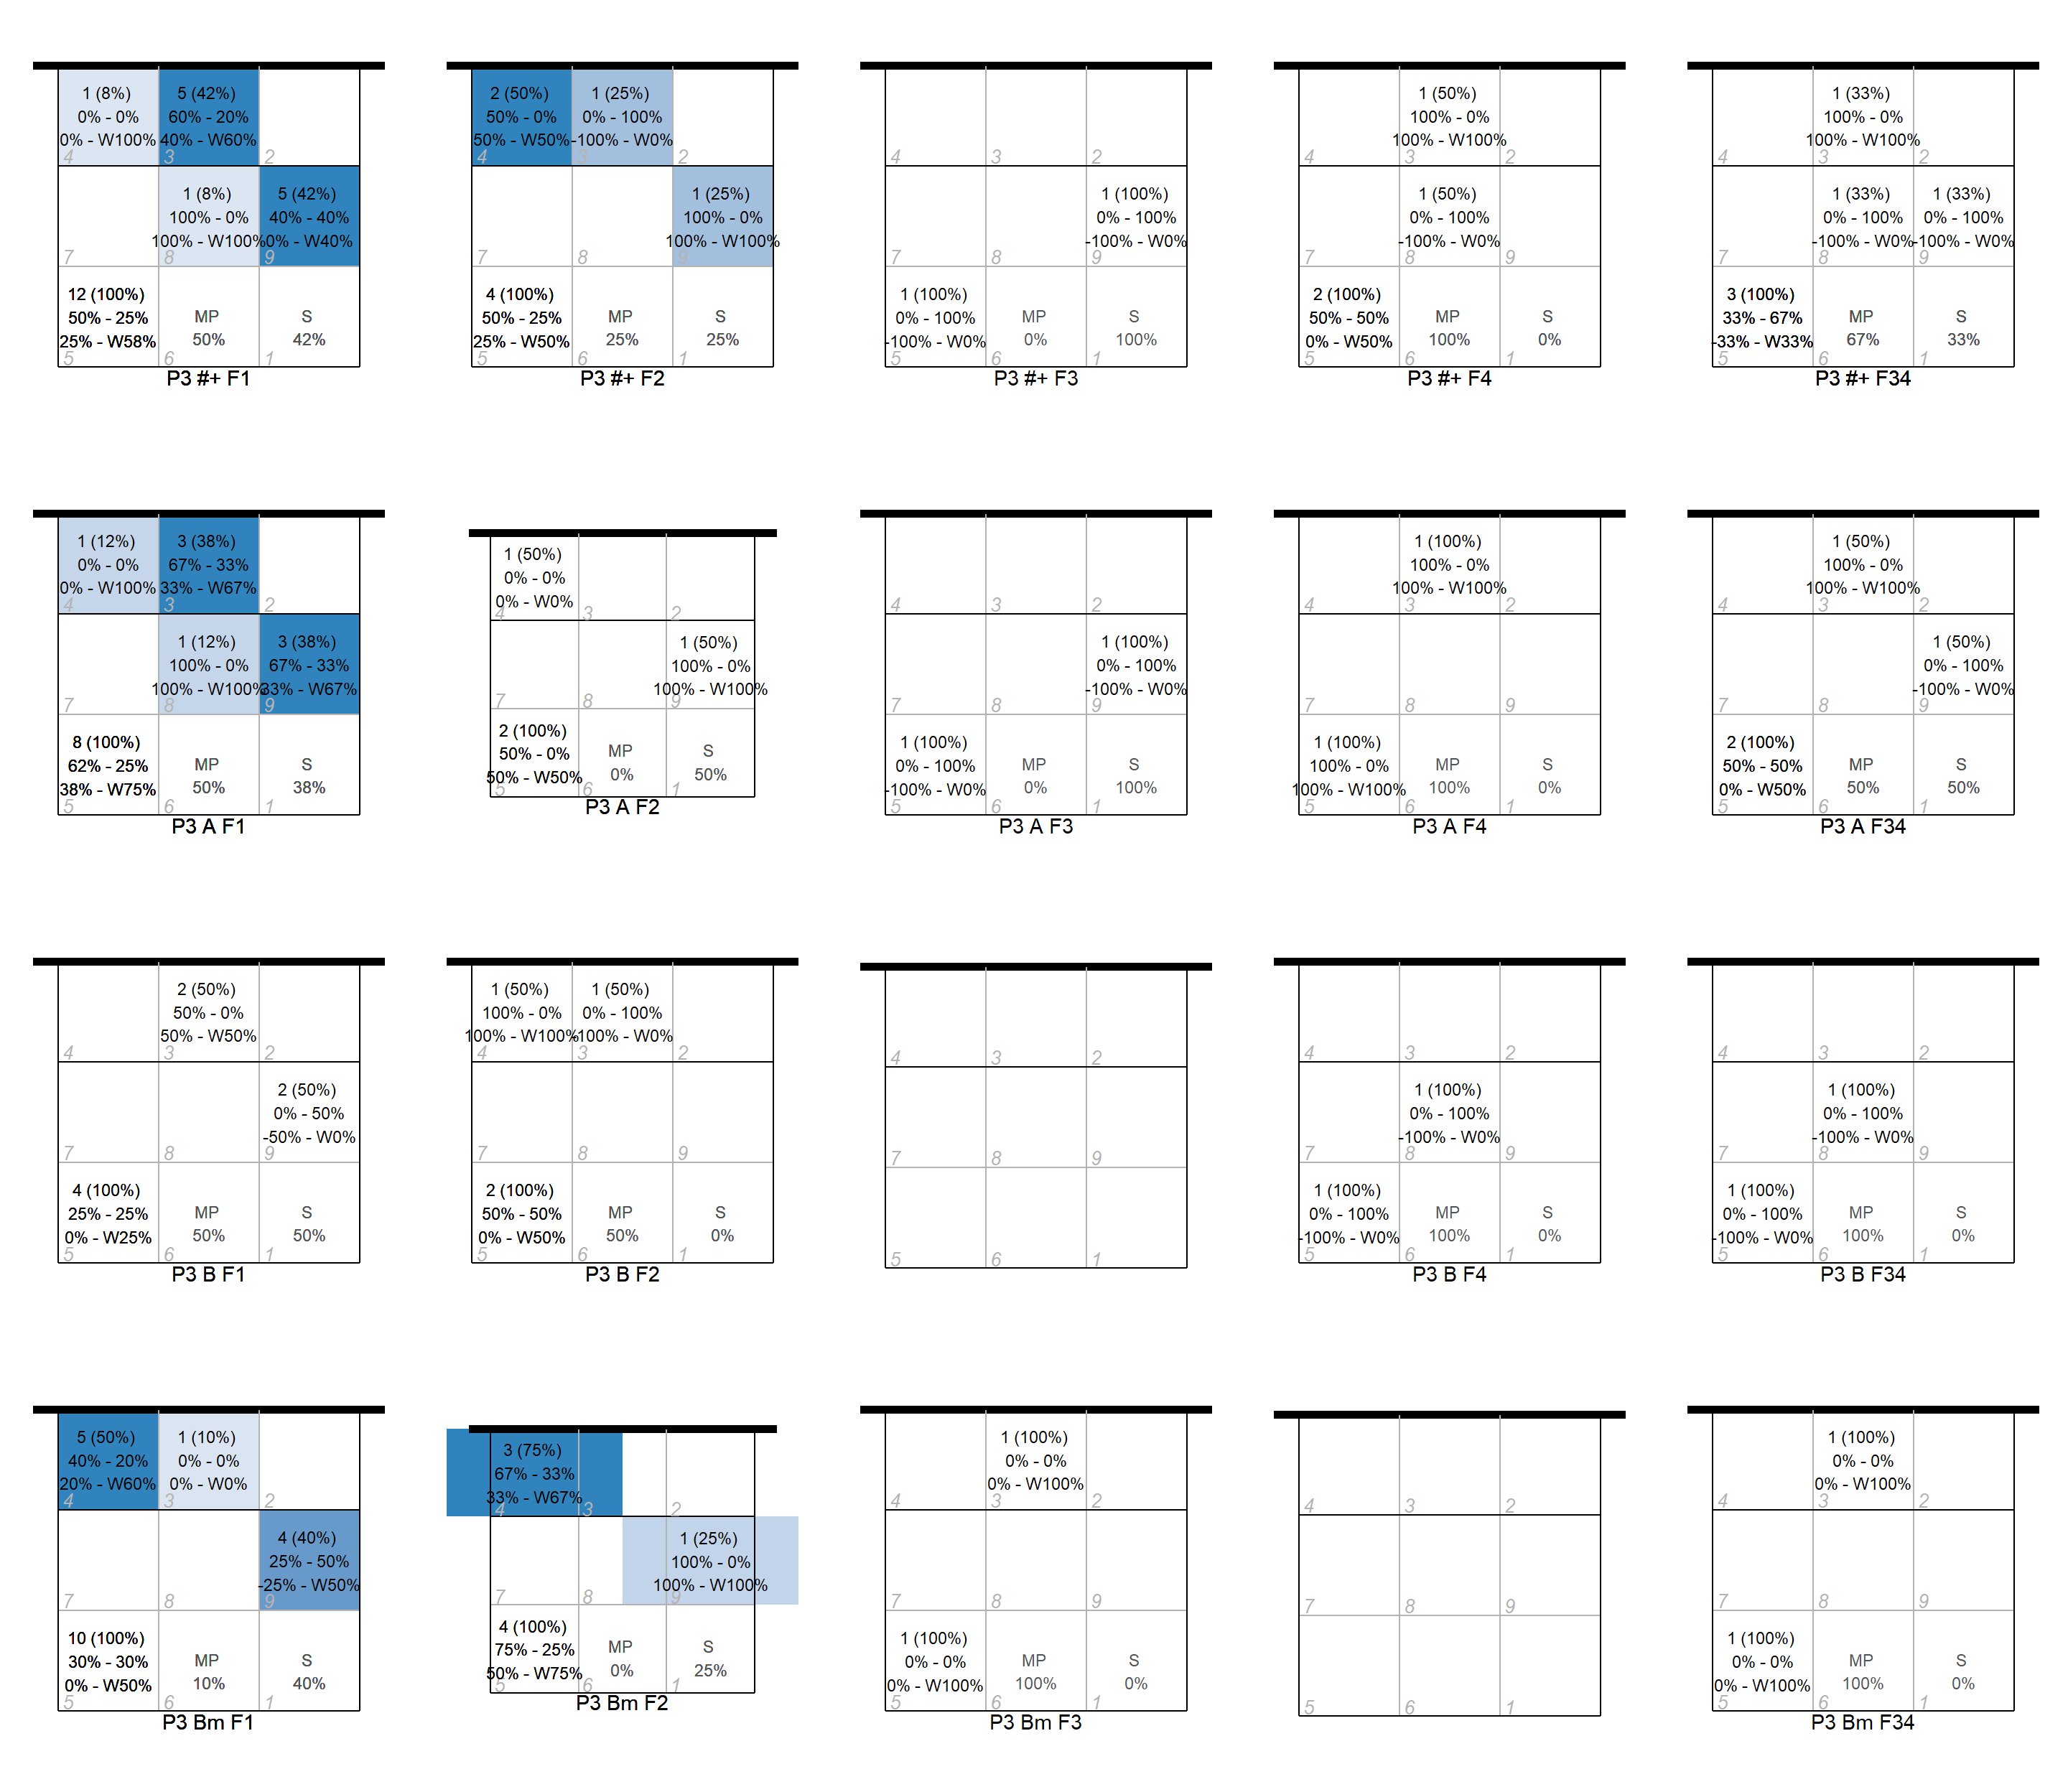 1 (8%)
0% - 0%
0% - W100%
4
5 (42%)
60% - 20%
40% - W60%
3
2
7
1 (8%)
100% - 0%
100% - W100%
8
5 (42%)
40% - 40%
0% - W40%
9
12 (100%)
50% - 25%
25% - W58%
5
MP
50%
6
S
42%
1
P3 #+ F1
2 (50%)
50% - 0%
50% - W50%
4
1 (25%)
0% - 100%
-100% - W0%
3
2
7
8
1 (25%)
100% - 0%
100% - W100%
9
4 (100%)
50% - 25%
25% - W50%
5
MP
25%
6
S
25%
1
P3 #+ F2
4
3
2
7
8
1 (100%)
0% - 100%
-100% - W0%
9
1 (100%)
0% - 100%
-100% - W0%
5
MP
0%
6
S
100%
1
P3 #+ F3
4
1 (50%)
100% - 0%
100% - W100%
3
2
7
1 (50%)
0% - 100%
-100% - W0%
8
9
2 (100%)
50% - 50%
0% - W50%
5
MP
100%
6
S
0%
1
P3 #+ F4
4
1 (33%)
100% - 0%
100% - W100%
3
2
7
1 (33%)
0% - 100%
-100% - W0%
8
1 (33%)
0% - 100%
-100% - W0%
9
3 (100%)
33% - 67%
-33% - W33%
5
MP
67%
6
S
33%
1
P3 #+ F34
1 (12%)
0% - 0%
0% - W100%
4
3 (38%)
67% - 33%
33% - W67%
3
2
7
1 (12%)
100% - 0%
100% - W100%
8
3 (38%)
67% - 33%
33% - W67%
9
8 (100%)
62% - 25%
38% - W75%
5
MP
50%
6
S
38%
1
P3 A F1
1 (50%)
0% - 0%
0% - W0%
4
3
2
7
8
1 (50%)
100% - 0%
100% - W100%
9
2 (100%)
50% - 0%
50% - W50%
5
MP
0%
6
S
50%
1
P3 A F2
4
3
2
7
8
1 (100%)
0% - 100%
-100% - W0%
9
1 (100%)
0% - 100%
-100% - W0%
5
MP
0%
6
S
100%
1
P3 A F3
4
1 (100%)
100% - 0%
100% - W100%
3
2
7
8
9
1 (100%)
100% - 0%
100% - W100%
5
MP
100%
6
S
0%
1
P3 A F4
4
1 (50%)
100% - 0%
100% - W100%
3
2
7
8
1 (50%)
0% - 100%
-100% - W0%
9
2 (100%)
50% - 50%
0% - W50%
5
MP
50%
6
S
50%
1
P3 A F34
4
2 (50%)
50% - 0%
50% - W50%
3
2
7
8
2 (50%)
0% - 50%
-50% - W0%
9
4 (100%)
25% - 25%
0% - W25%
5
MP
50%
6
S
50%
1
P3 B F1
1 (50%)
100% - 0%
100% - W100%
4
1 (50%)
0% - 100%
-100% - W0%
3
2
7
8
9
2 (100%)
50% - 50%
0% - W50%
5
MP
50%
6
S
0%
1
P3 B F2
4
3
2
7
8
9
5
6
1
4
3
2
7
1 (100%)
0% - 100%
-100% - W0%
8
9
1 (100%)
0% - 100%
-100% - W0%
5
MP
100%
6
S
0%
1
P3 B F4
4
3
2
7
1 (100%)
0% - 100%
-100% - W0%
8
9
1 (100%)
0% - 100%
-100% - W0%
5
MP
100%
6
S
0%
1
P3 B F34
5 (50%)
40% - 20%
20% - W60%
4
1 (10%)
0% - 0%
0% - W0%
3
2
7
8
4 (40%)
25% - 50%
-25% - W50%
9
10 (100%)
30% - 30%
0% - W50%
5
MP
10%
6
S
40%
1
P3 Bm F1
3 (75%)
67% - 33%
33% - W67%
4
3
2
7
8
1 (25%)
100% - 0%
100% - W100%
9
4 (100%)
75% - 25%
50% - W75%
5
MP
0%
6
S
25%
1
P3 Bm F2
4
1 (100%)
0% - 0%
0% - W100%
3
2
7
8
9
1 (100%)
0% - 0%
0% - W100%
5
MP
100%
6
S
0%
1
P3 Bm F3
4
3
2
7
8
9
5
6
1
4
1 (100%)
0% - 0%
0% - W100%
3
2
7
8
9
1 (100%)
0% - 0%
0% - W100%
5
MP
100%
6
S
0%
1
P3 Bm F34